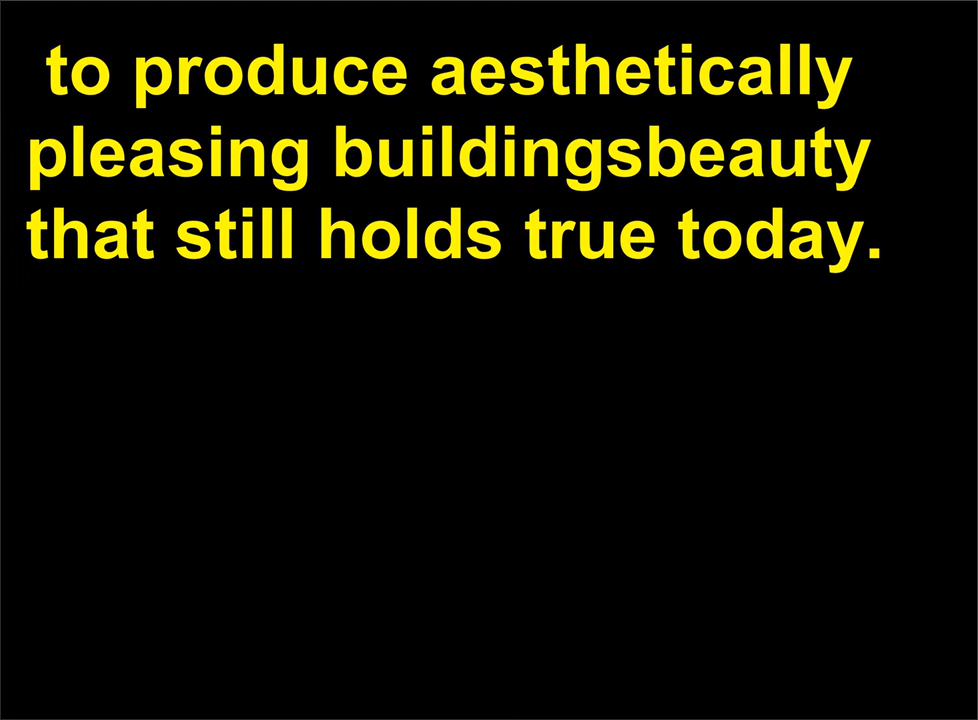 to produce aesthetically
pleasing buildingsbeauty
that still holds true today.